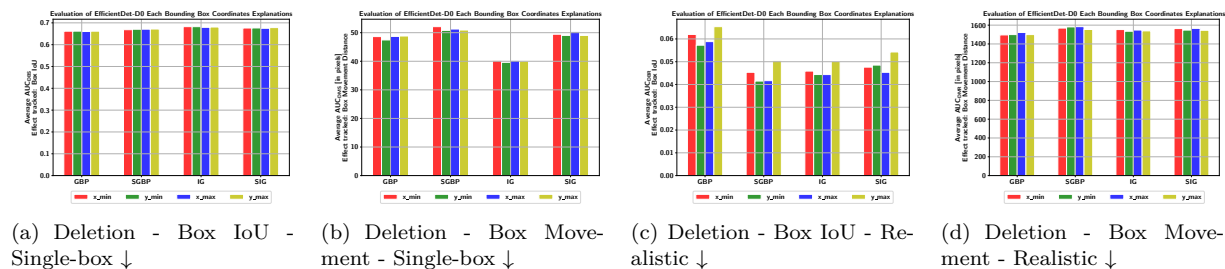 Evaluation of EfficientDet-D0 Each Bounding Box Coordinates Explanations
Average AUC
Effect tracked: Box IoU
0.7
0.6
0.5
0.4
0.3
0.2
0.1
0.0
GBP SGBP IG SIG
x_min y_min x_max y_max
(a) Deletion - Box IoU -
Single-box ↓
Evaluation of EfficientDet-D0 Each Bounding Box Coordinates Explanations
Average AUC [in pixels]
Effect tracked: Box Movement Distance
50
40
30
20
10
0
GBP SGBP IG SIG
x_min y_min x_max y_max
(b) Deletion - Box Move-
ment - Single-box ↓
Evaluation of EfficientDet-D0 Each Bounding Box Coordinates Explanations
Average AUC
Effect tracked: Box IoU
0.06
0.05
0.04
0.03
0.02
0.01
0.00
GBP SGBP IG SIG
x_min y_min x_max y_max
(c) Deletion - Box IoU - Re-
alistic ↓
Evaluation of EfficientDet-D0 Each Bounding Box Coordinates Explanations
Average AUC [in pixels]
Effect tracked: Box Movement Distance
1600
1400
1200
1000
800
600
400
200
0
GBP SGBP IG SIG
x_min y_min x_max y_max
(d) Deletion - Box Move-
ment - Realistic ↓